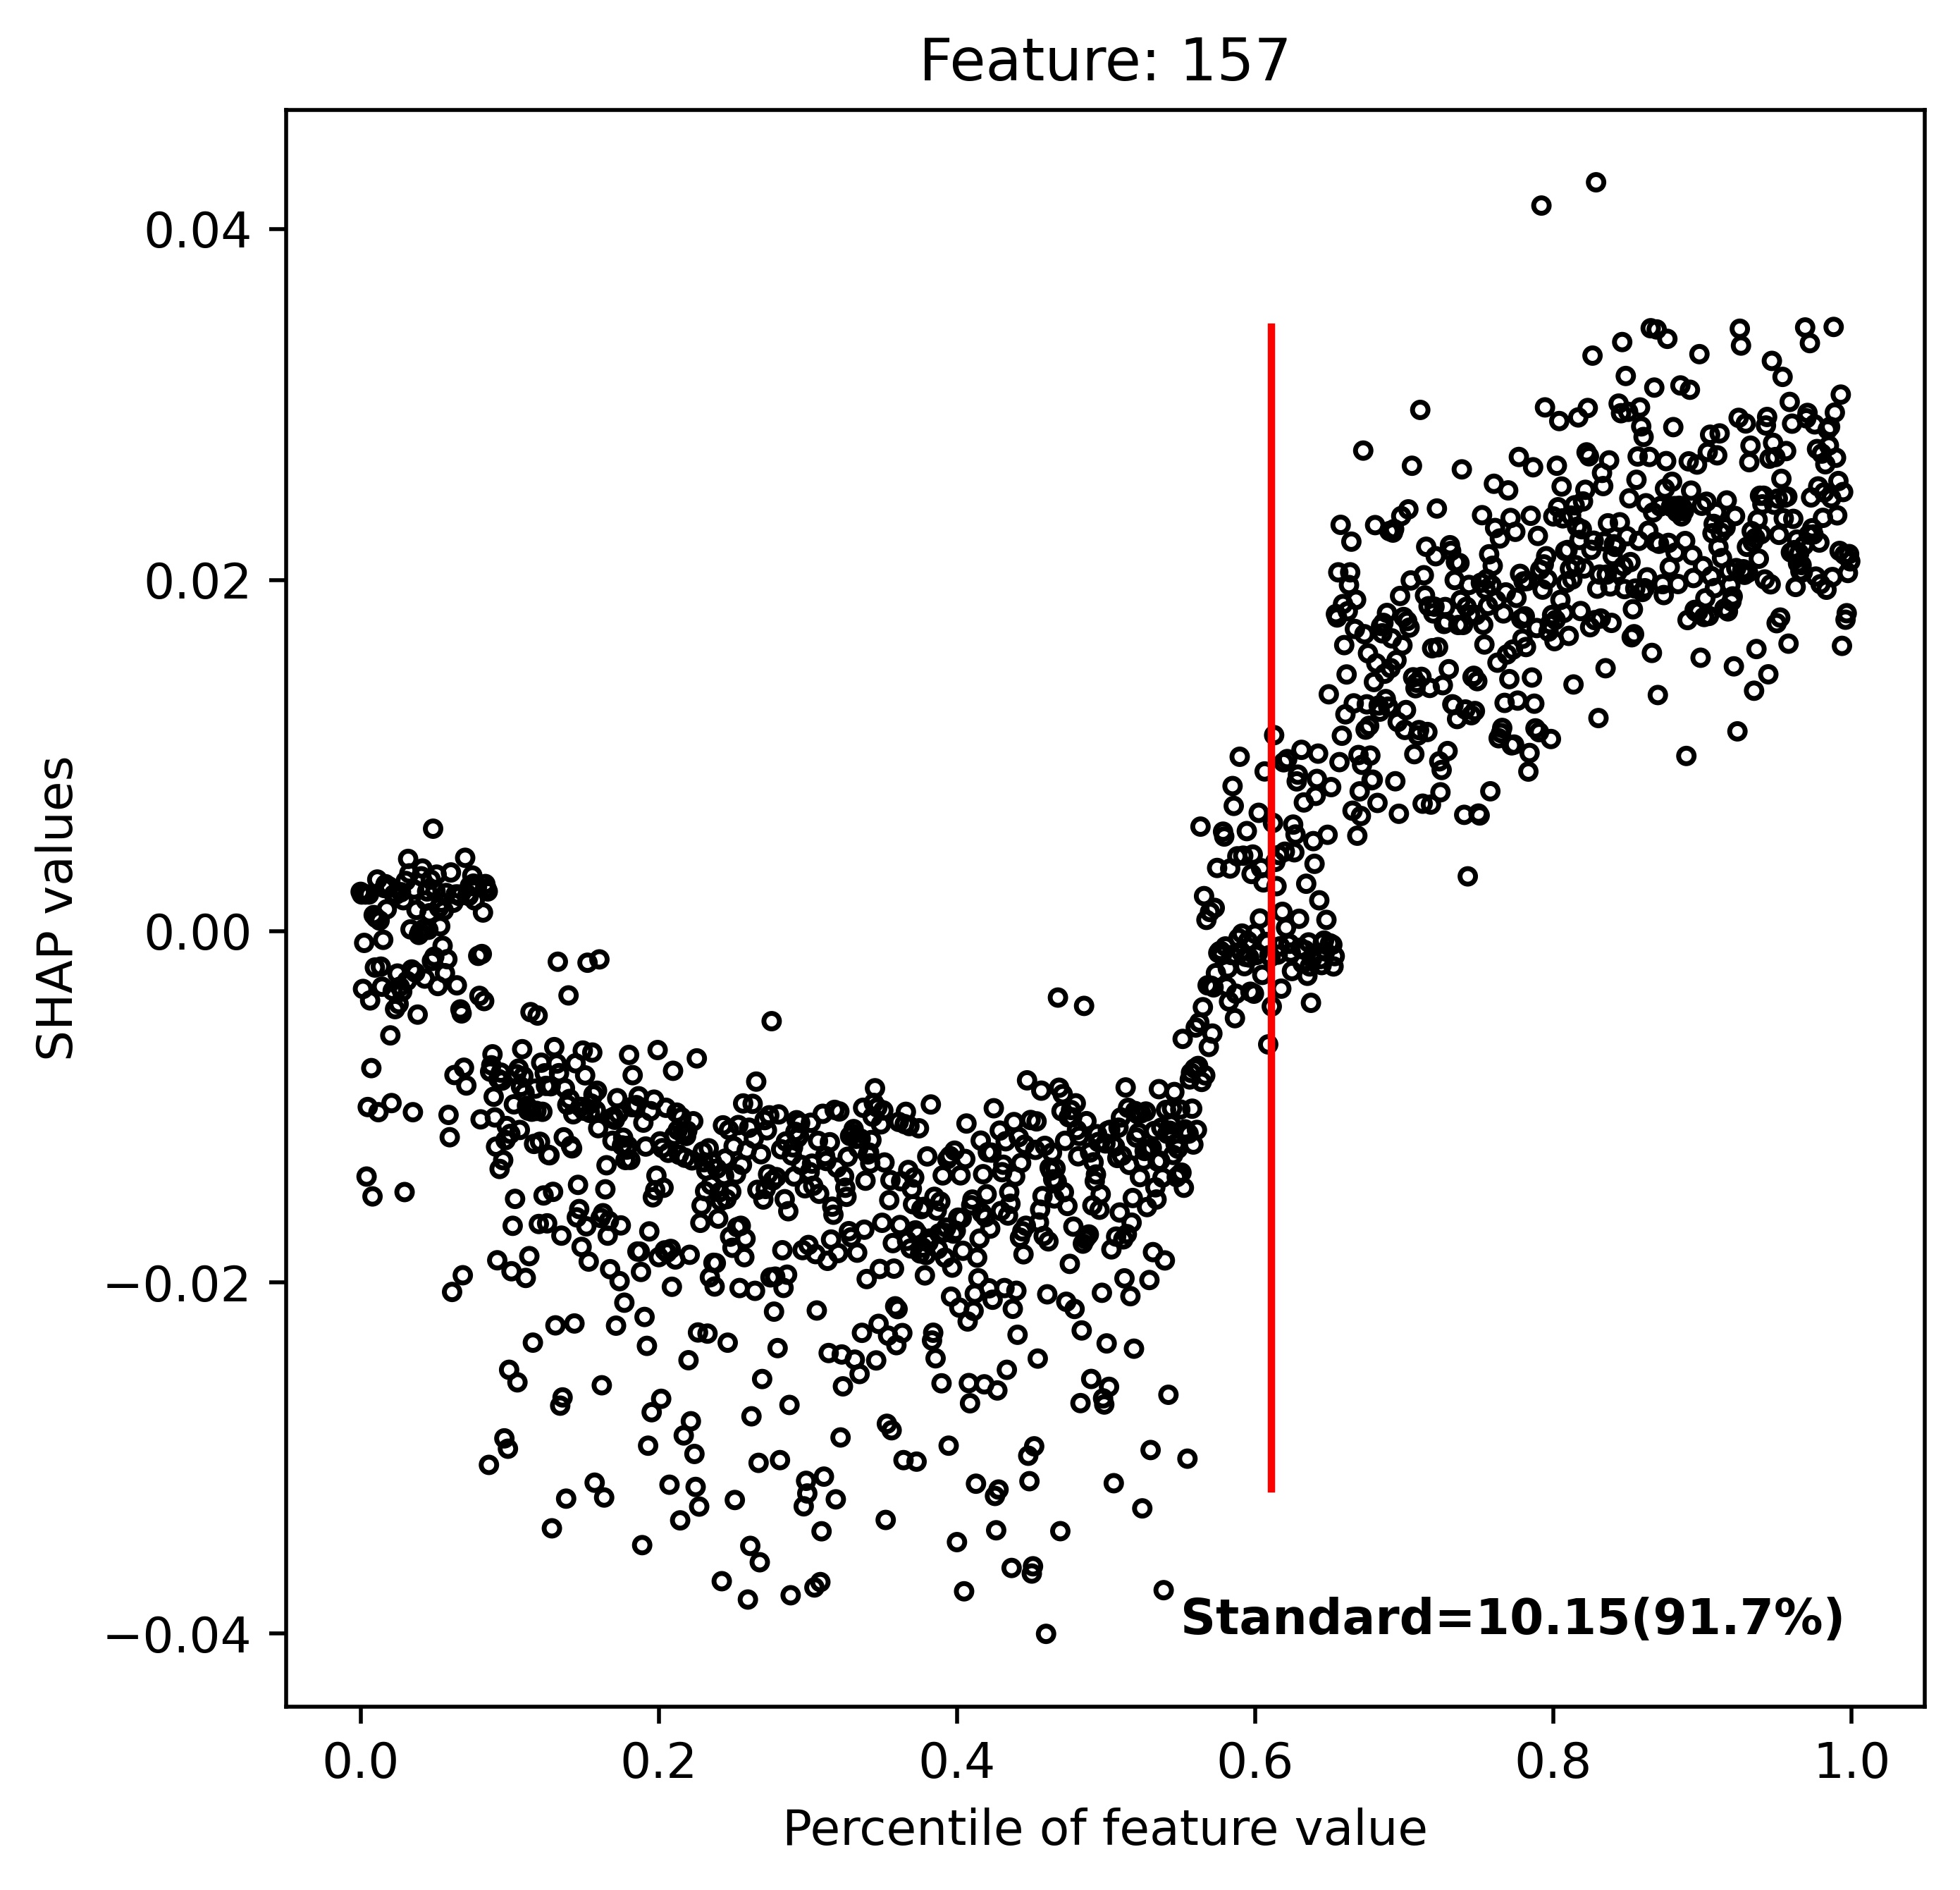 Feature: 157
0.04
0.02
0.00
−0.02
−0.04
SHAP values
Standard=10.15(91.7%)
0.0 0.2 0.4 0.6 0.8 1.0
Percentile of feature value